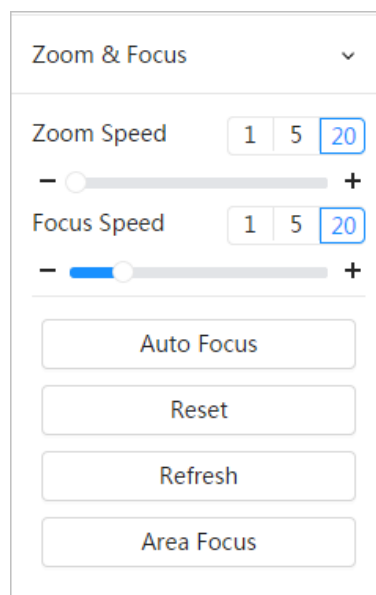 Zoom & Focus
Zoom Speed 1 5 20
− +
Focus Speed 1 5 20
− +
Auto Focus
Reset
Refresh
Area Focus